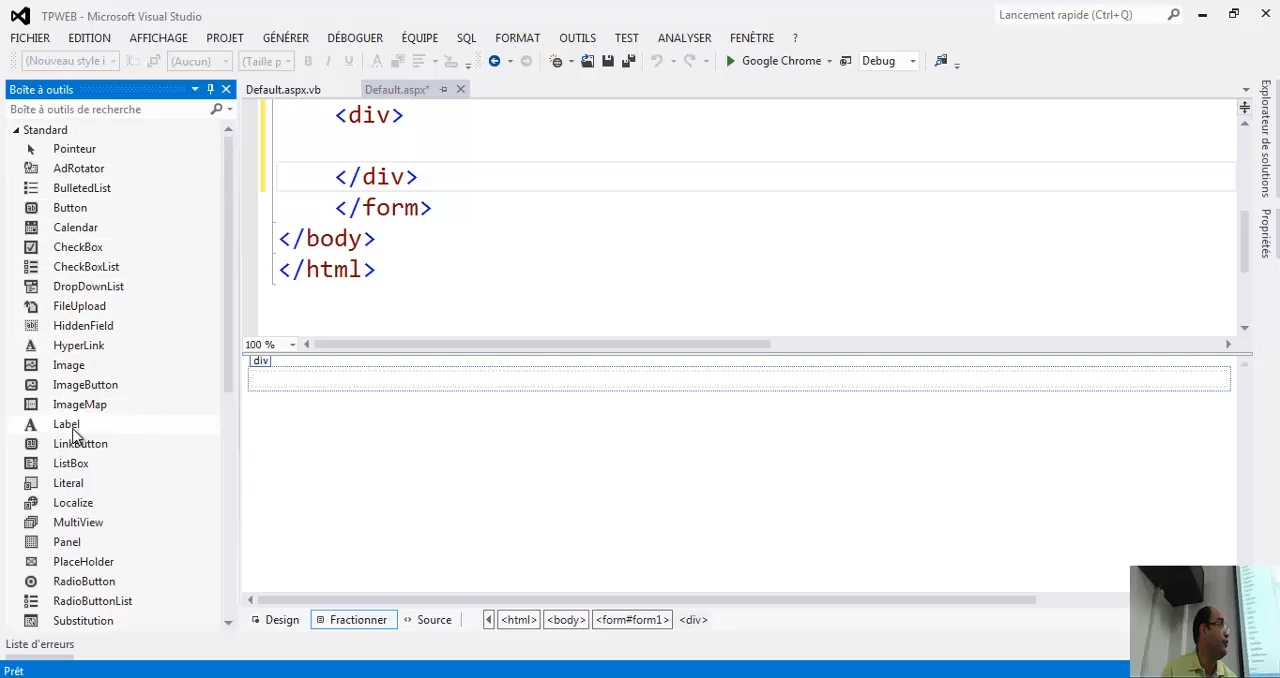 TPWEB - Microsoft Visual Studio
Lancement rapide (Ctrl+Q)
FICHIER EDITION AFFICHAGE PROJET GÉNÉRER DÉBOGUER ÉQUIPE SQL FORMAT OUTILS TEST ANALYSER FENÊTRE ?
(Nouveau style i (Aucun) (Taille p B I U A Google Chrome Debug
Boîte à outils
Default.aspx.vb Default.aspx*
Boîte à outils de recherche
Standard
Pointeur
AdRotator
BulletedList
Button
Calendar
CheckBox
CheckBoxList
DropDownList
FileUpload
HiddenField
HyperLink
Image
ImageButton
ImageMap
Label
LinkButton
ListBox
Literal
Localize
MultiView
Panel
PlaceHolder
RadioButton
RadioButtonList
Substitution
<div>
</div>
</form>
</body>
</html>
100 %
div
Design Fractionner Source <html> <body> <form#form1> <div>
Explorateur de solutions
Propriétés
Liste d'erreurs
Prêt